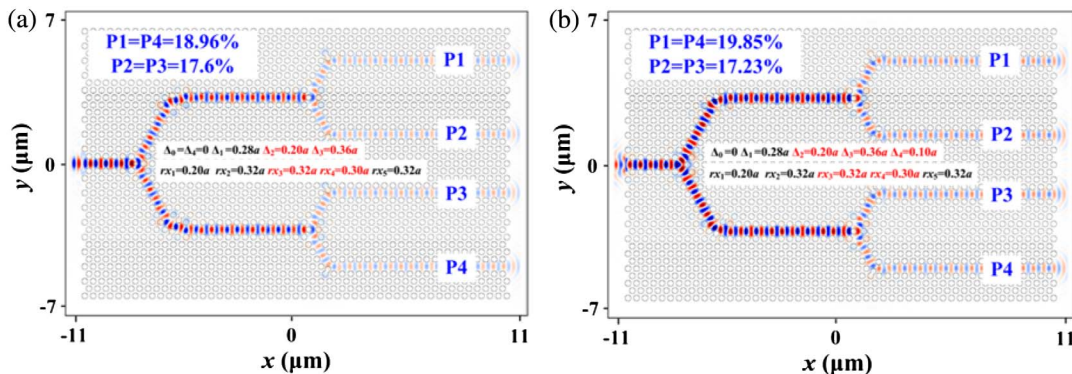 (a)
7
P1=P4=18.96%
P2=P3=17.6%
P1
P2
y (μm)
0
Δ₀=Δ₄=0 Δ₁=0.28a Δ₂=0.20a Δ₃=0.36a
rx₁=0.20a rx₂=0.32a rx₃=0.32a rx₄=0.30a rx₅=0.32a
P3
P4
-7
-11 0 11
x (μm)
(b)
7
P1=P4=19.85%
P2=P3=17.23%
P1
P2
y (μm)
0
Δ₀=0 Δ₁=0.28a Δ₂=0.20a Δ₃=0.36a Δ₄=0.10a
rx₁=0.20a rx₂=0.32a rx₃=0.32a rx₄=0.30a rx₅=0.32a
P3
P4
-7
-11 0 11
x (μm)